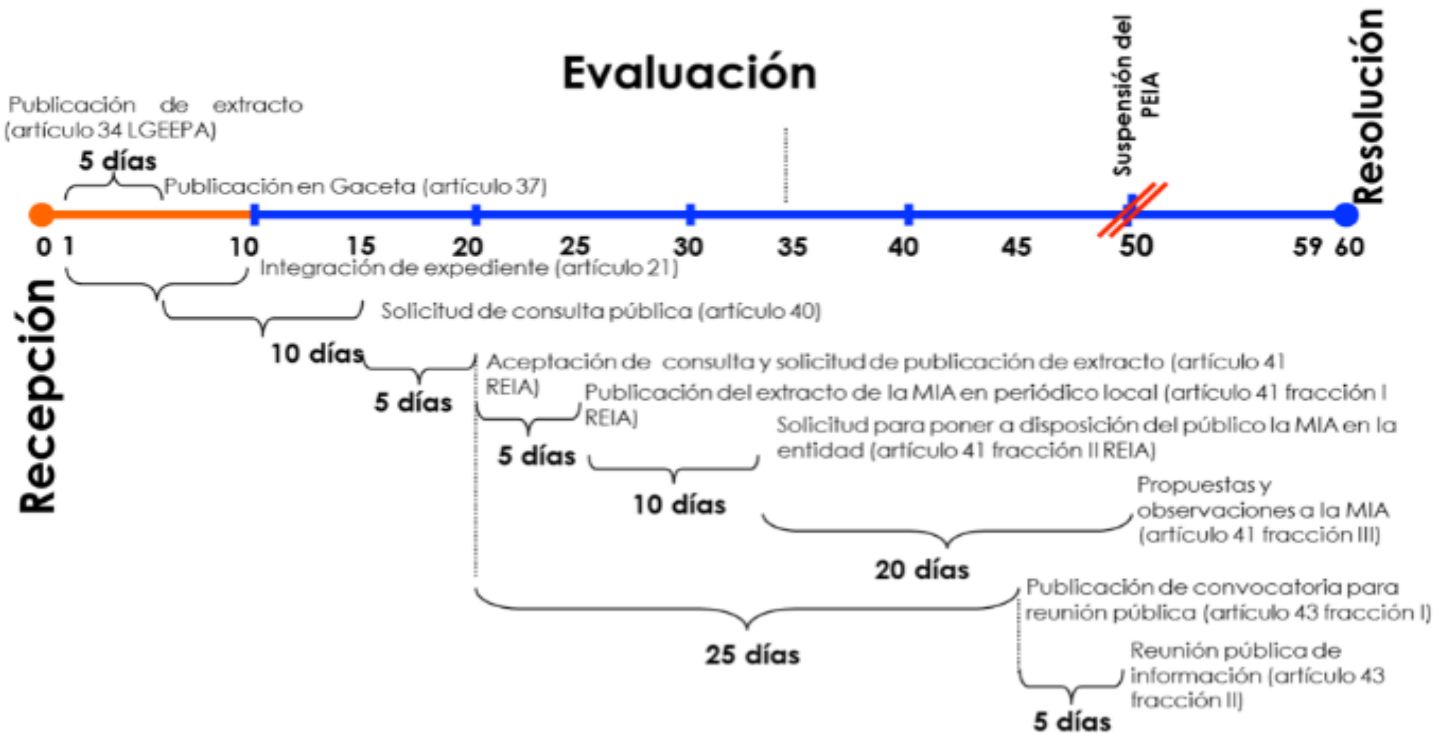 Evaluación
Suspensión del
PEIA
Resolución
Publicación de extracto
(artículo 34 LGEEPA)
5 días
Publicación en Gaceta (artículo 37)
0 1 10 15 20 25 30 35 40 45 50 59 60
Recepción
Integración de expediente (artículo 21)
Solicitud de consulta pública (artículo 40)
10 días
Aceptación de consulta y solicitud de publicación de extracto (artículo 41
REIA)
5 días
Publicación del extracto de la MIA en periódico local (artículo 41 fracción I
REIA)
5 días
Solicitud para poner a disposición del público la MIA en la
entidad (artículo 41 fracción II REIA)
10 días
Propuestas y
observaciones a la MIA
(artículo 41 fracción III)
20 días
Publicación de convocatoria para
reunión pública (artículo 43 fracción I)
25 días
Reunión pública de
información (artículo 43
fracción II)
5 días